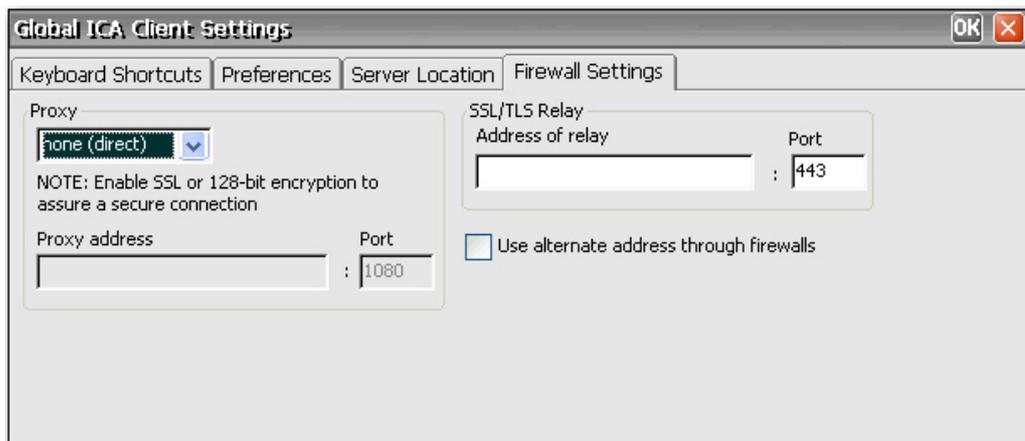 Global ICA Client Settings
OK
Keyboard Shortcuts
Preferences
Server Location
Firewall Settings
Proxy
none (direct)
NOTE: Enable SSL or 128-bit encryption to
assure a secure connection
Proxy address Port
: 1080
SSL/TLS Relay
Address of relay Port
: 443
Use alternate address through firewalls